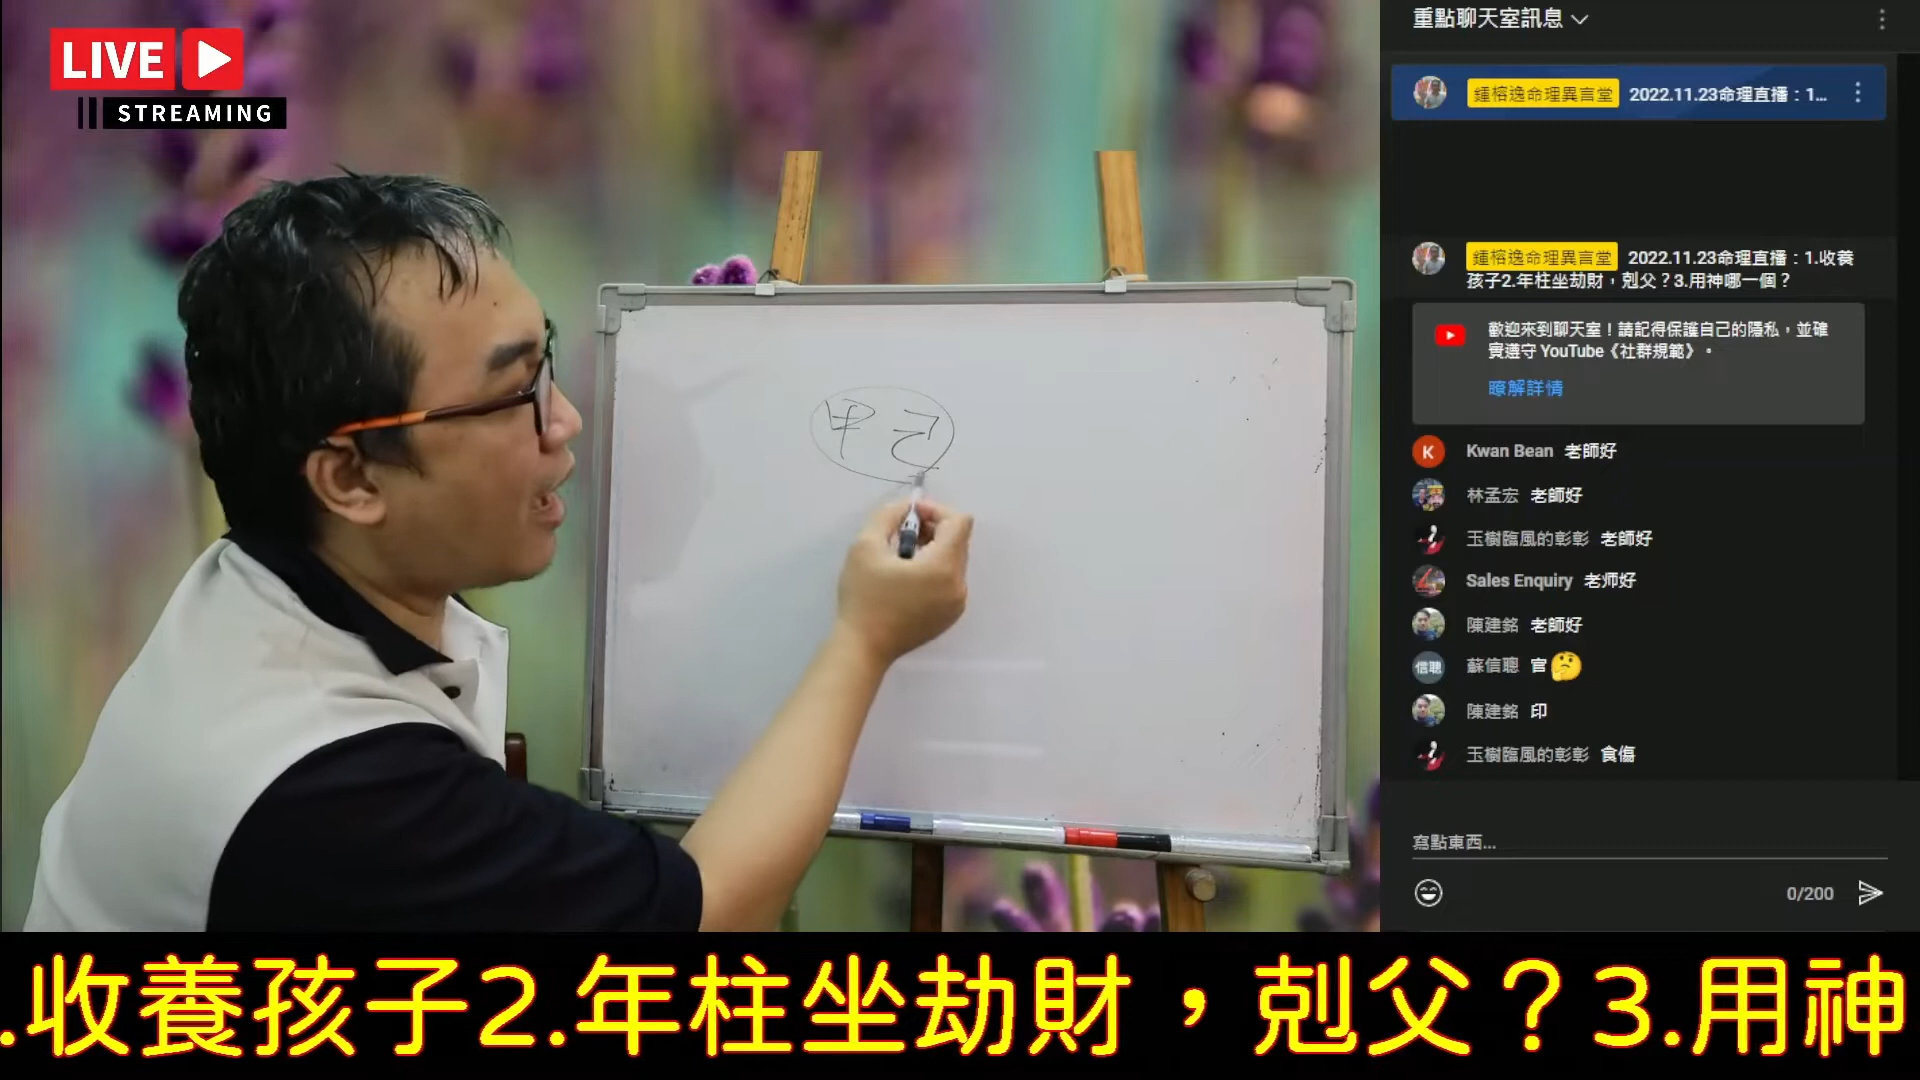 LIVE
STREAMING
甲 己
重點聊天室訊息
鍾榕逸命理異言堂 2022.11.23命理直播：1...
鍾榕逸命理異言堂 2022.11.23命理直播：1.收養
孩子2.年柱坐劫財，剋父？3.用神哪一個？
歡迎來到聊天室！請記得保護自己的隱私，並確
實遵守 YouTube《社群規範》。
瞭解詳情
K Kwan Bean 老師好
林孟宏 老師好
玉樹臨風的彰彰 老師好
Sales Enquiry 老师好
陳建銘 老師好
信聰 蘇信聰 官🤔
陳建銘 印
玉樹臨風的彰彰 食傷
寫點東西...
0/200
.收養孩子2.年柱坐劫財，剋父？3.用神